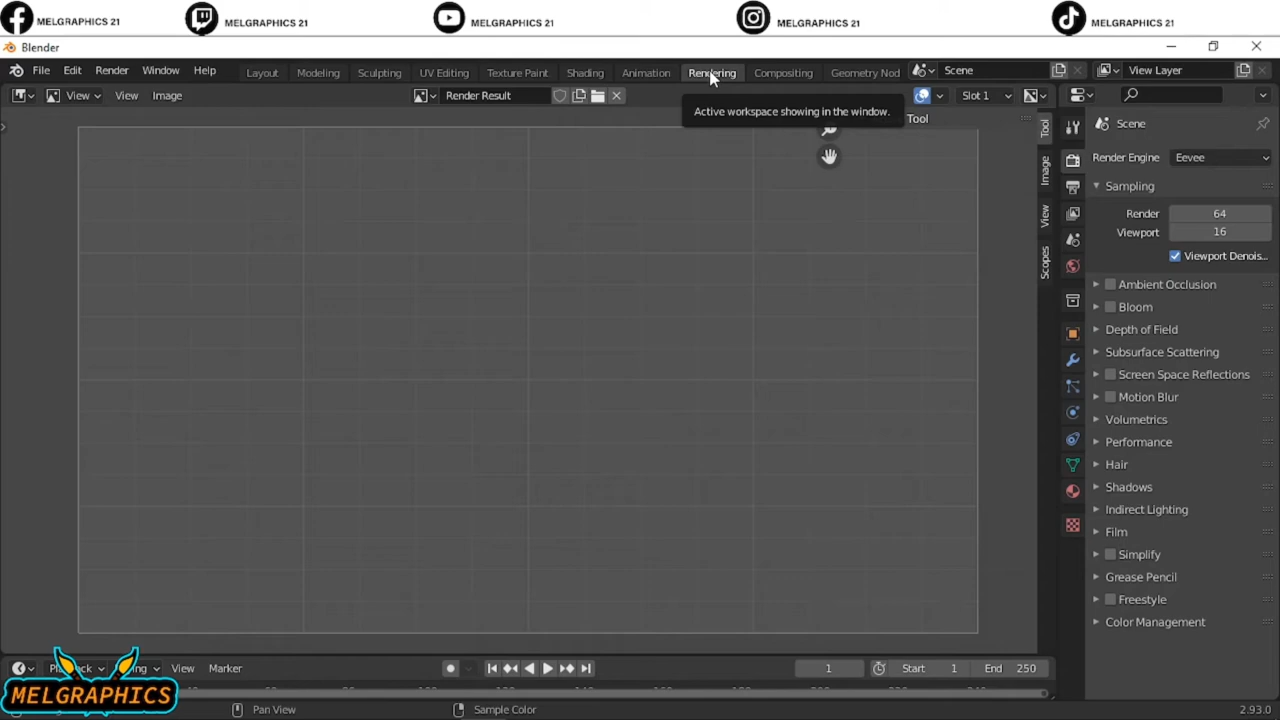 MELGRAPHICS 21 MELGRAPHICS 21 MELGRAPHICS 21 MELGRAPHICS 21 MELGRAPHICS 21
Blender
File Edit Render Window Help Layout Modeling Sculpting UV Editing Texture Paint Shading Animation Rendering Compositing Geometry Nod Scene View Layer
View View Image Render Result Slot 1
Active workspace showing in the window.
Tool
Tool
Image
View
Scopes
Scene
Render Engine Eevee
Sampling
Render 64
Viewport 16
Viewport Denois...
Ambient Occlusion
Bloom
Depth of Field
Subsurface Scattering
Screen Space Reflections
Motion Blur
Volumetrics
Performance
Hair
Shadows
Indirect Lighting
Film
Simplify
Grease Pencil
Freestyle
Color Management
View Marker 1 Start 1 End 250
MELGRAPHICS
Pan View Sample Color 2.93.0